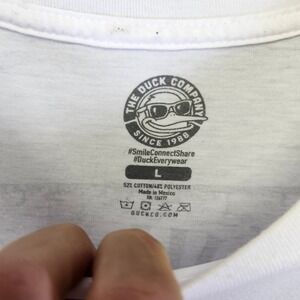 THE DUCK COMPANY
SINCE 1988
#SmileConnectShare
#DuckEverywear
L
52% COTTON/48% POLYESTER
Made in Mexico
DUCKCO.COM